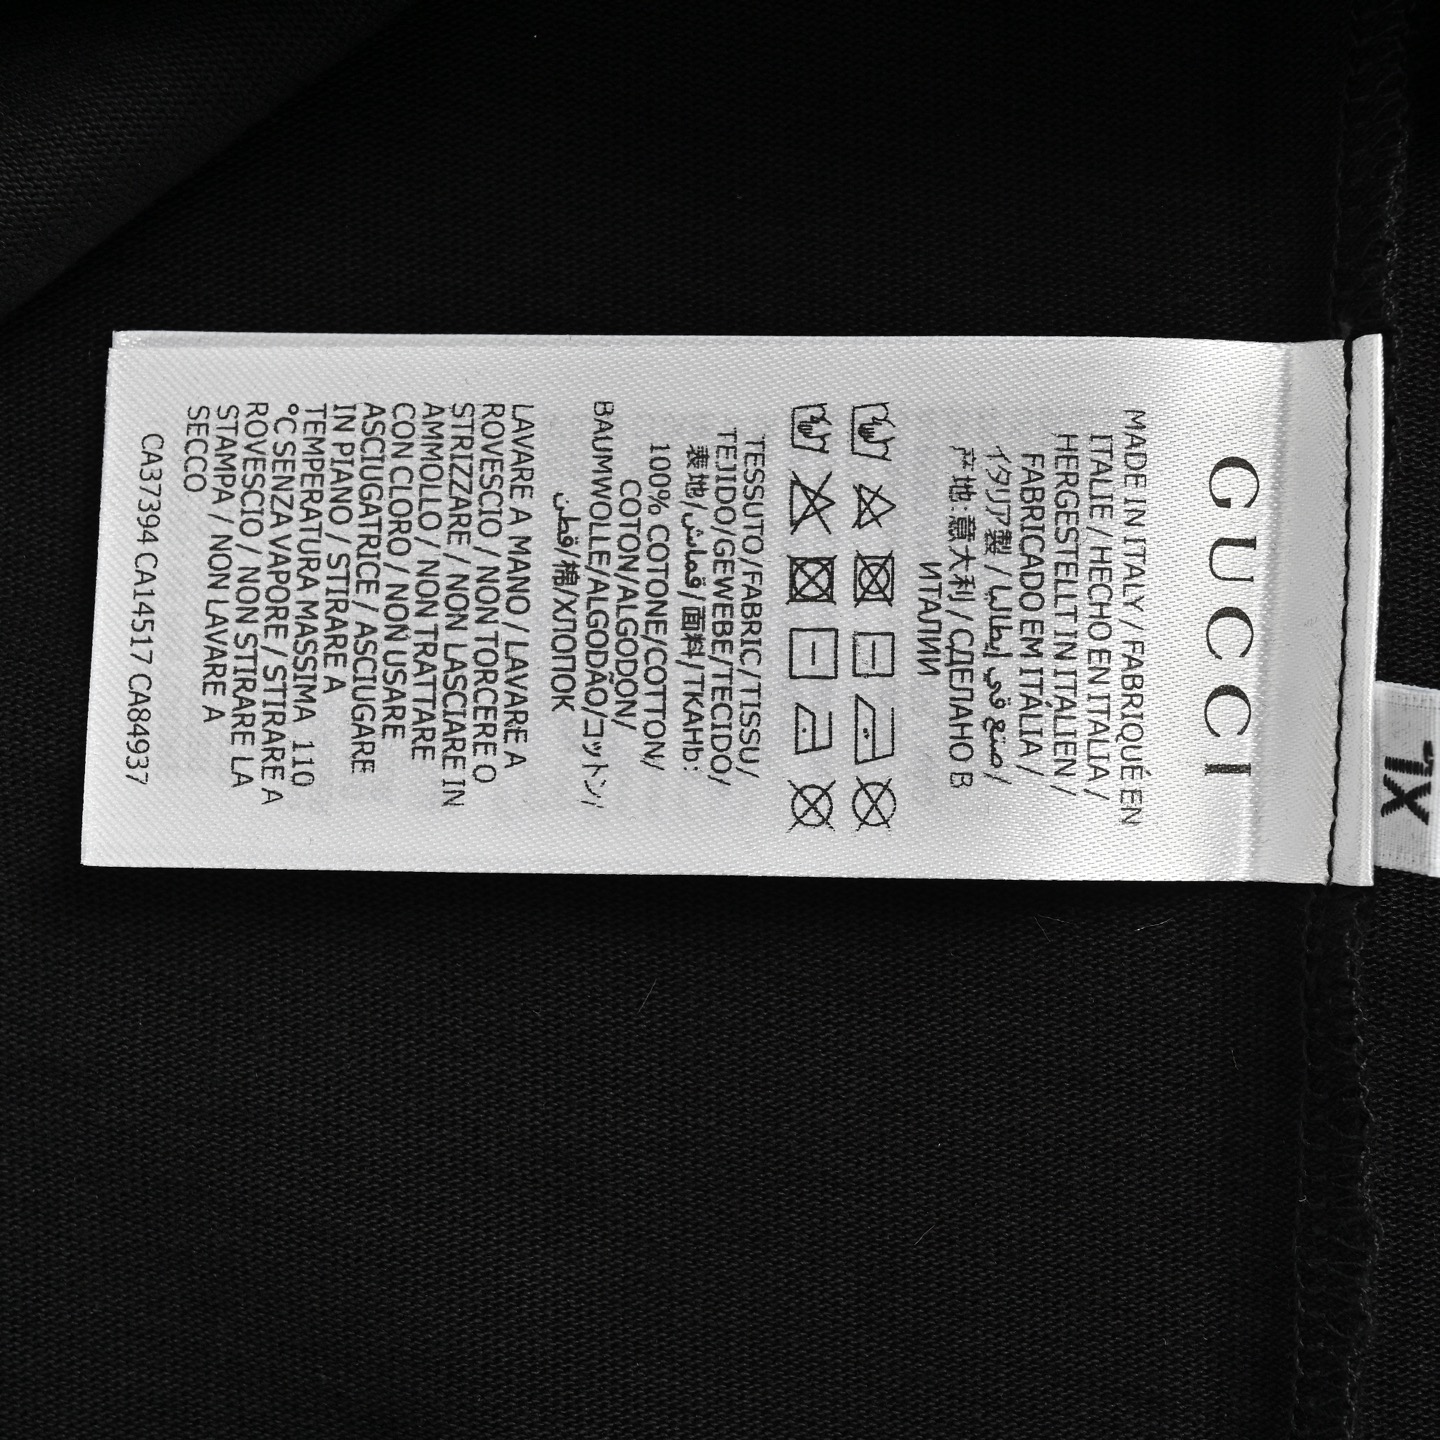 XL
GUCCI
MADE IN ITALY / FABRIQUÉ EN
ITALIE / HECHO EN ITALIA /
HERGESTELLT IN ITALIEN /
FABRICADO EM ITÁLIA /
イタリア製 / صنع في إيطاليا /
产地:意大利 / СДЕЛАНО В
ИТАЛИИ
TESSUTO/FABRIC/TISSU/
TEJIDO/GEWEBE/TECIDO/
表地/قماش/面料/ТКАНЬ:
100% COTONE/COTTON/
COTON/ALGODON/
BAUMWOLLE/ALGODÃO/コットン/
قطن/棉/ХЛОПОК
LAVARE A MANO / LAVARE A
ROVESCIO / NON TORCERE O
STRIZZARE / NON LASCIARE IN
AMMOLLO / NON TRATTARE
CON CLORO / NON USARE
ASCIUGATRICE / ASCIUGARE
IN PIANO / STIRARE A
TEMPERATURA MASSIMA 110
°C SENZA VAPORE / STIRARE A
ROVESCIO / NON STIRARE LA
STAMPA / NON LAVARE A
SECCO
CA37394 CA14517 CA84937